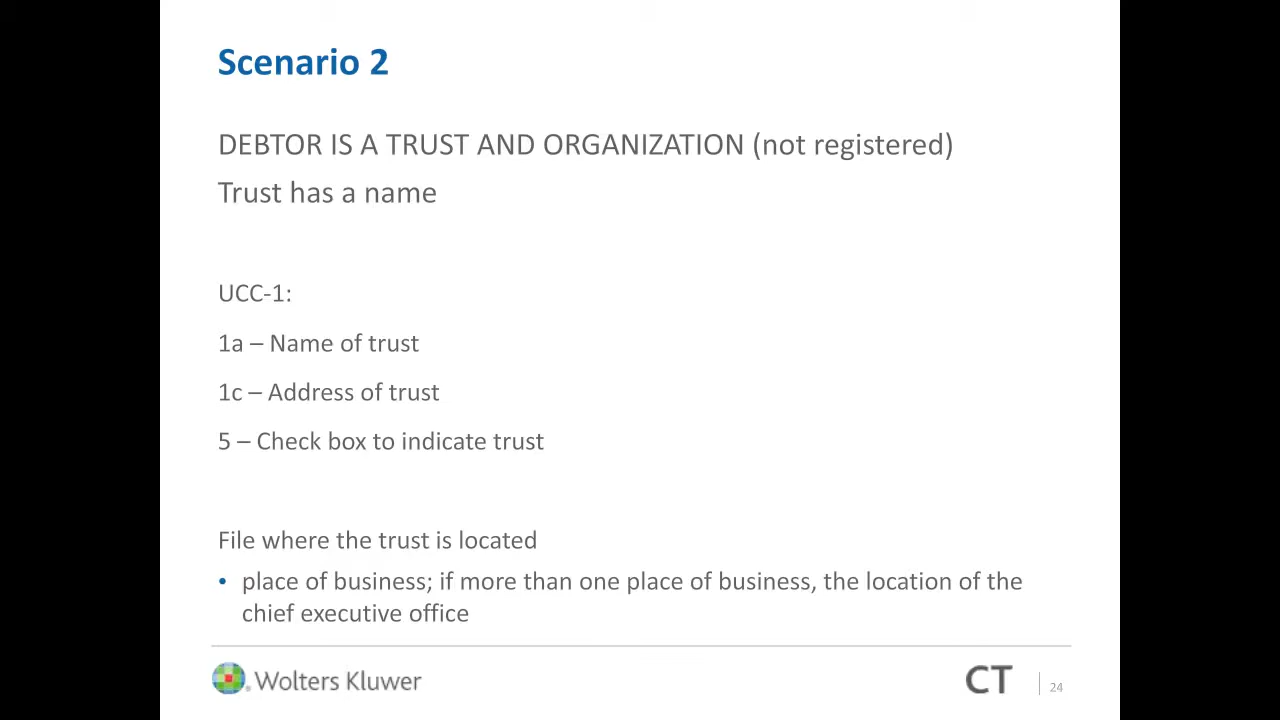 Scenario 2
DEBTOR IS A TRUST AND ORGANIZATION (not registered)
Trust has a name
UCC-1:
1a – Name of trust
1c – Address of trust
5 – Check box to indicate trust
File where the trust is located
• place of business; if more than one place of business, the location of the
chief executive office
Wolters Kluwer
CT
24